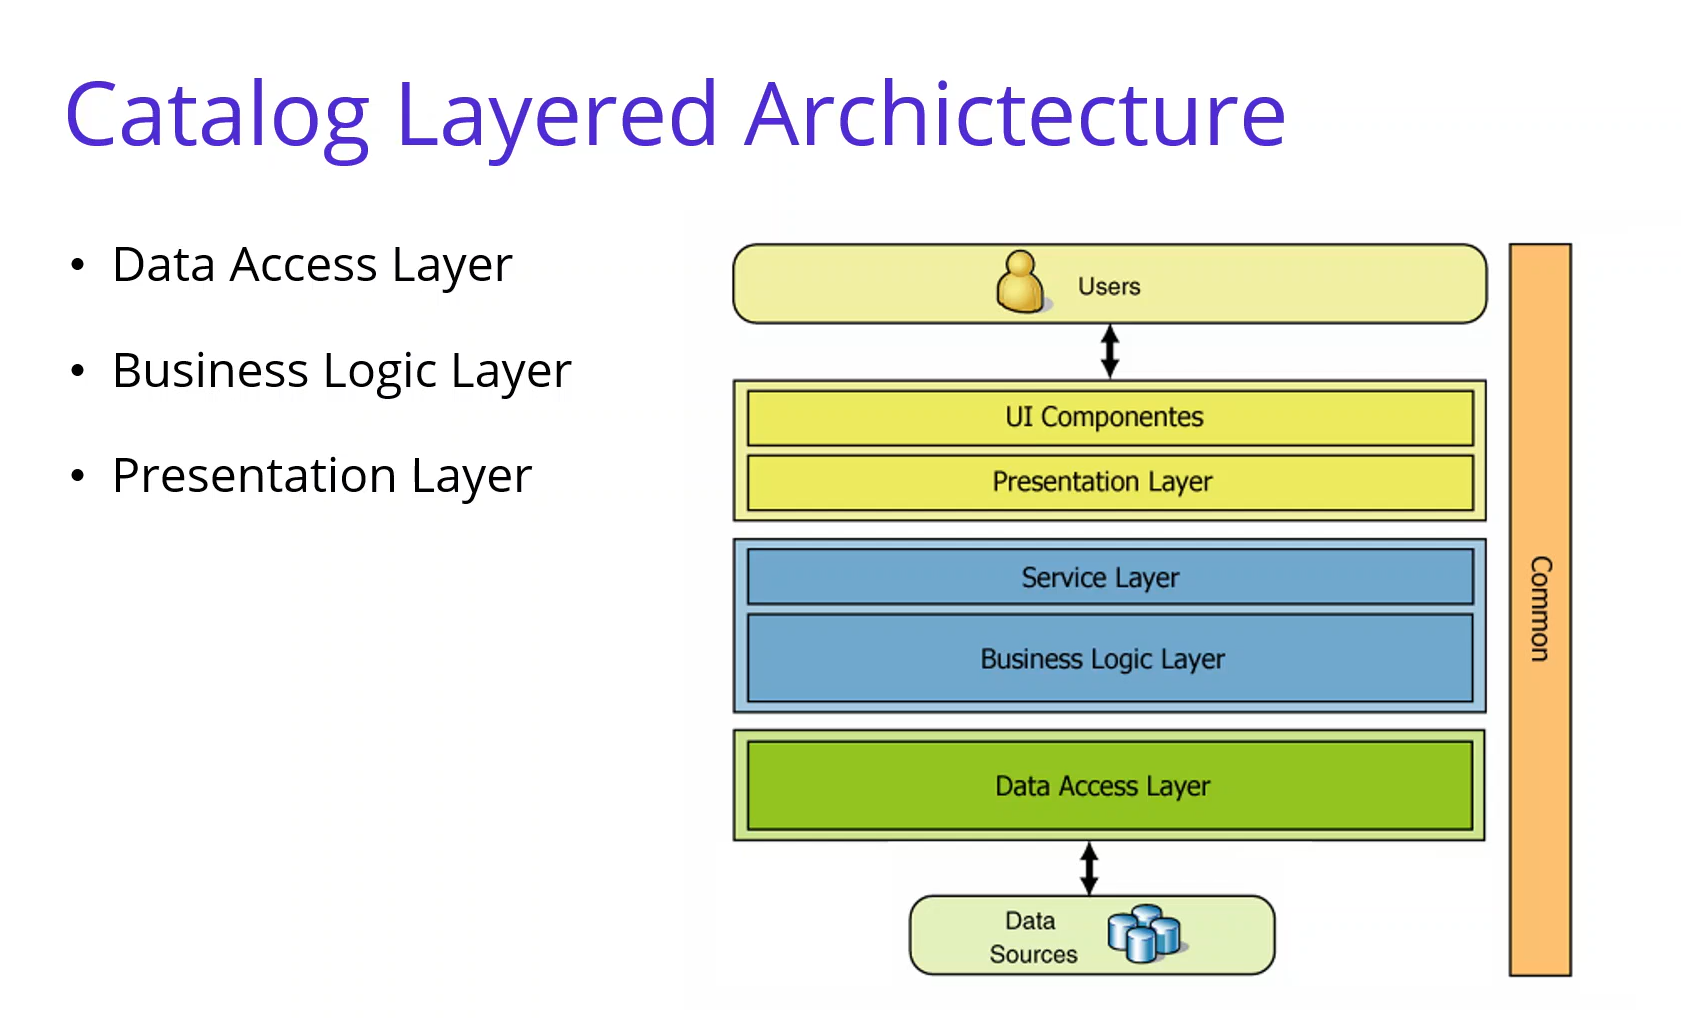 Catalog Layered Archictecture
• Data Access Layer
• Business Logic Layer
• Presentation Layer
Users
UI Componentes
Presentation Layer
Service Layer
Business Logic Layer
Data Access Layer
Data
Sources
Common